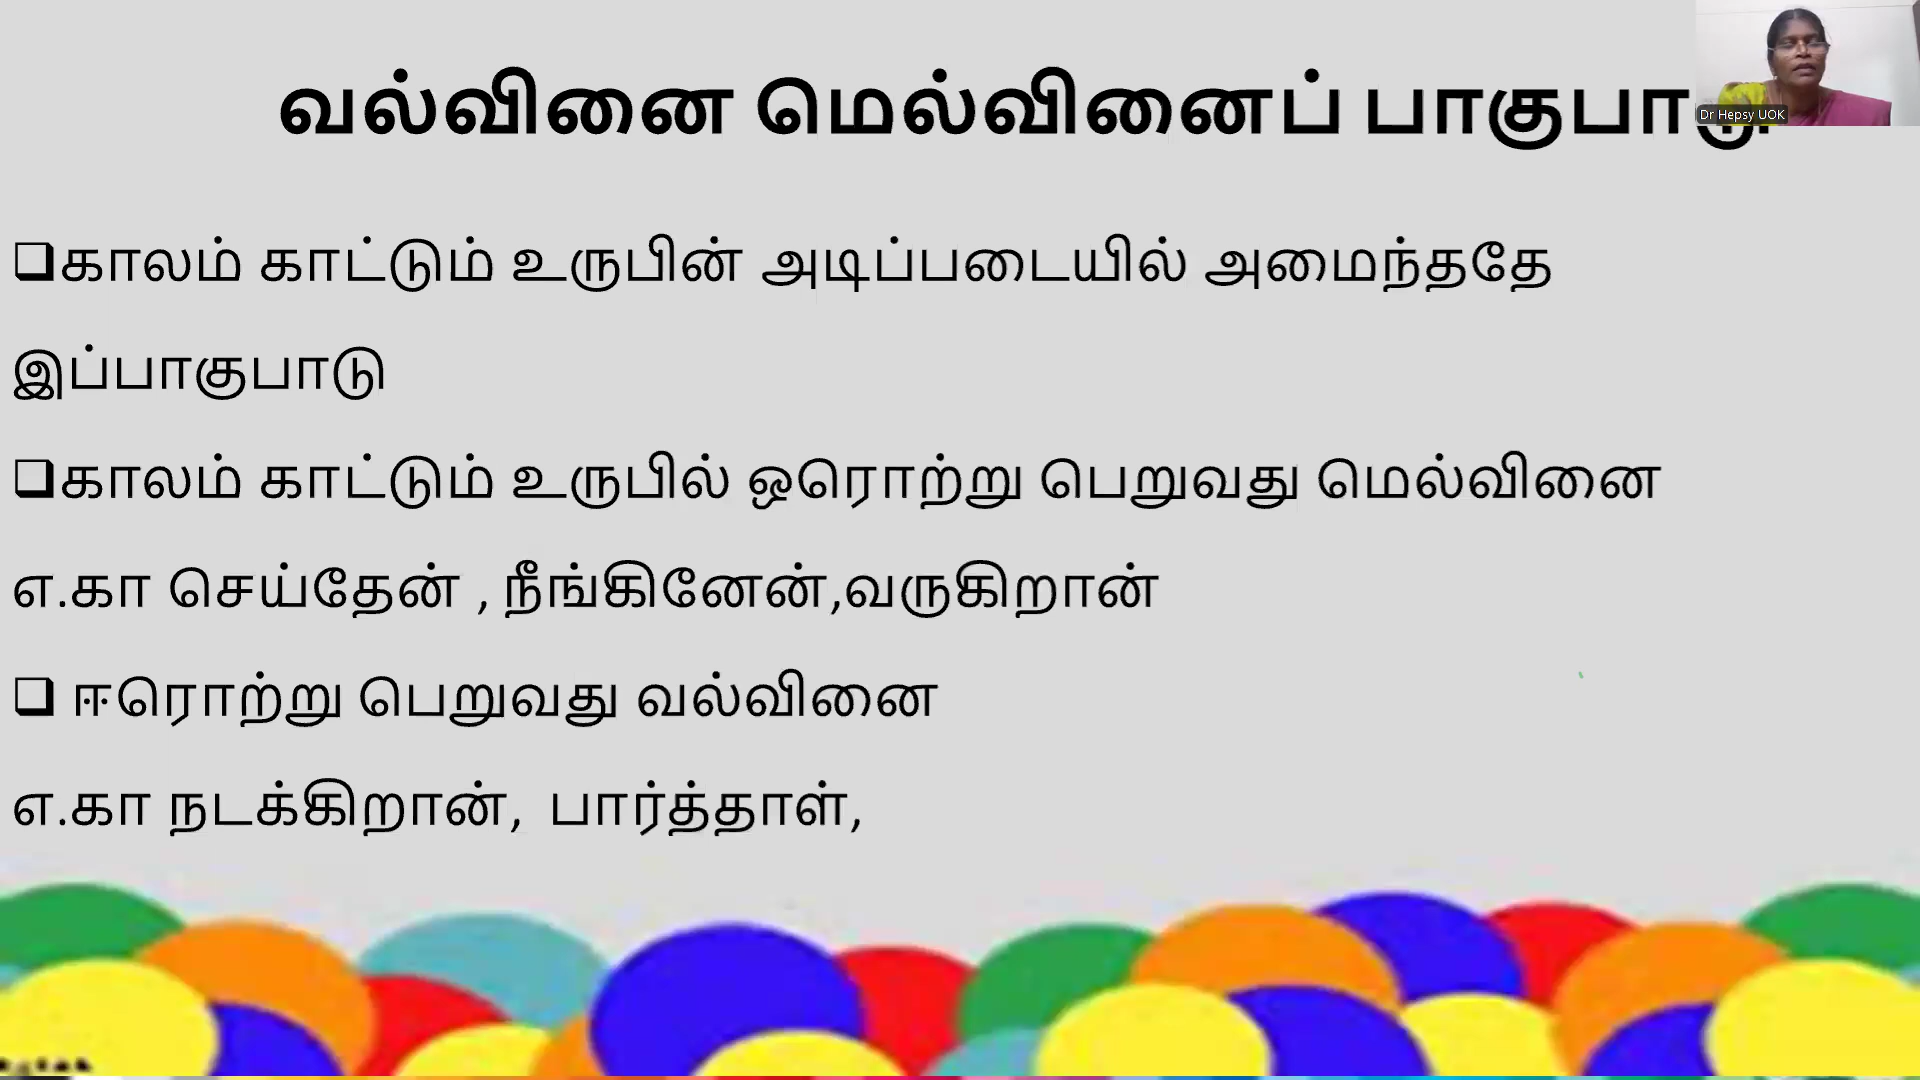 வல்வினை மெல்வினைப் பாகுபாடு
Dr Hepsy UOK
காலம் காட்டும் உருபின் அடிப்படையில் அமைந்ததே
இப்பாகுபாடு
காலம் காட்டும் உருபில் ஒரொற்று பெறுவது மெல்வினை
எ.கா செய்தேன் , நீங்கினேன்,வருகிறான்
ஈரொற்று பெறுவது வல்வினை
எ.கா நடக்கிறான், பார்த்தாள்,